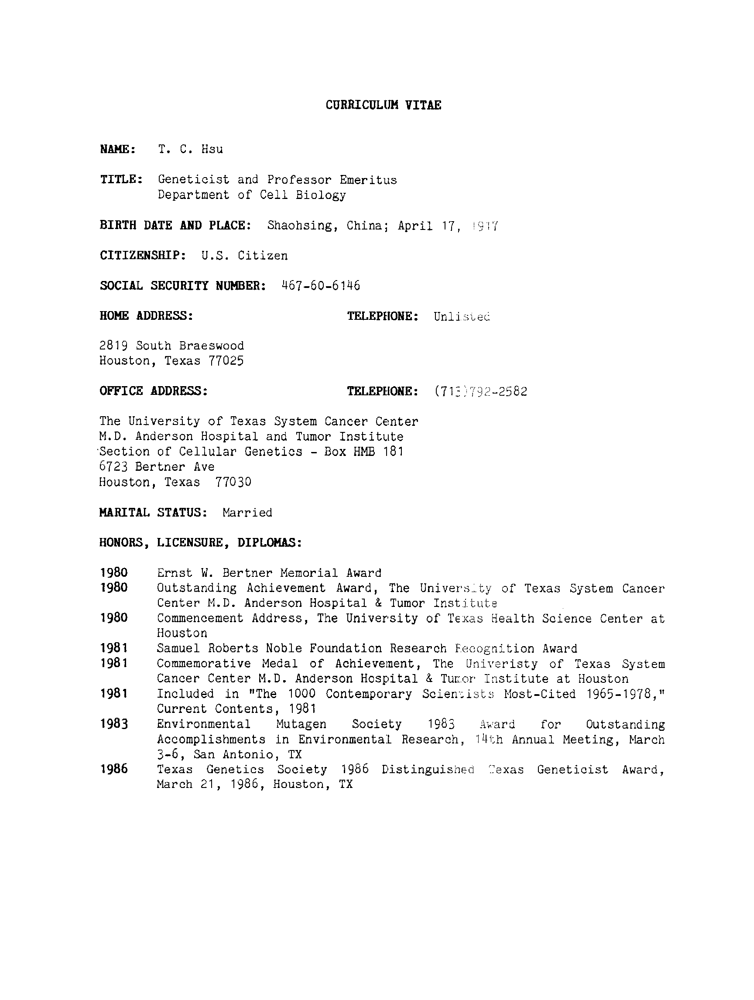 CURRICULUM VITAE
NAME: T. C. Hsu
TITLE: Geneticist and Professor Emeritus
Department of Cell Biology
BIRTH DATE AND PLACE: Shaohsing, China; April 17, 1917
CITIZENSHIP: U.S. Citizen
SOCIAL SECURITY NUMBER: 467-60-6146
HOME ADDRESS: TELEPHONE: Unlisted
2819 South Braeswood
Houston, Texas 77025
OFFICE ADDRESS: TELEPHONE: (713)792-2582
The University of Texas System Cancer Center
M.D. Anderson Hospital and Tumor Institute
Section of Cellular Genetics - Box HMB 181
6723 Bertner Ave
Houston, Texas 77030
MARITAL STATUS: Married
HONORS, LICENSURE, DIPLOMAS:
1980 Ernst W. Bertner Memorial Award
1980 Outstanding Achievement Award, The University of Texas System Cancer
Center M.D. Anderson Hospital & Tumor Institute
1980 Commencement Address, The University of Texas Health Science Center at
Houston
1981 Samuel Roberts Noble Foundation Research Recognition Award
1981 Commemorative Medal of Achievement, The Univeristy of Texas System
Cancer Center M.D. Anderson Hospital & Tumor Institute at Houston
1981 Included in "The 1000 Contemporary Scientists Most-Cited 1965-1978,"
Current Contents, 1981
1983 Environmental Mutagen Society 1983 Award for Outstanding
Accomplishments in Environmental Research, 14th Annual Meeting, March
3-6, San Antonio, TX
1986 Texas Genetics Society 1986 Distinguished Texas Geneticist Award,
March 21, 1986, Houston, TX